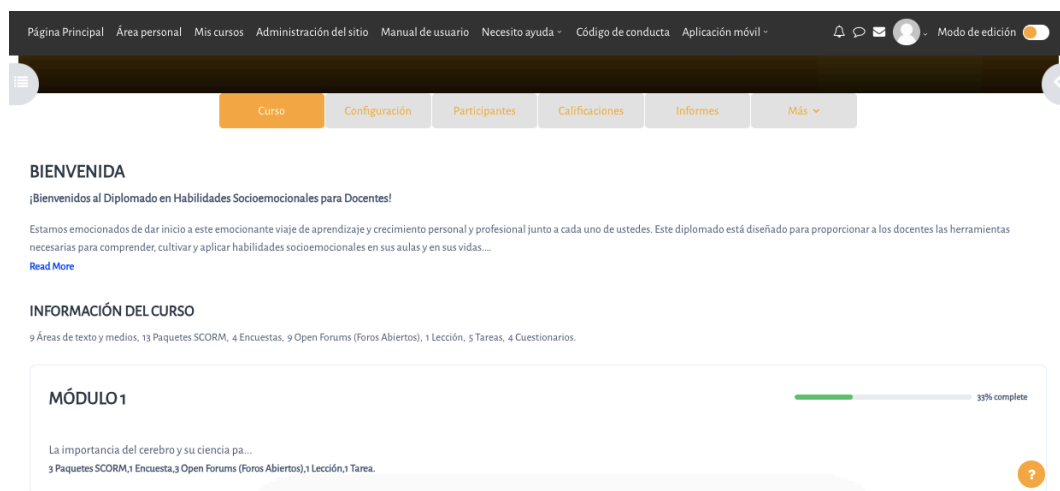 Página Principal Área personal Mis cursos Administración del sitio Manual de usuario Necesito ayuda Código de conducta Aplicación móvil Modo de edición
Curso Configuración Participantes Calificaciones Informes Más
BIENVENIDA
¡Bienvenidos al Diplomado en Habilidades Socioemocionales para Docentes!
Estamos emocionados de dar inicio a este emocionante viaje de aprendizaje y crecimiento personal y profesional junto a cada uno de ustedes. Este diplomado está diseñado para proporcionar a los docentes las herramientas
necesarias para comprender, cultivar y aplicar habilidades socioemocionales en sus aulas y en sus vidas....
Read More
INFORMACIÓN DEL CURSO
9 Áreas de texto y medios, 13 Paquetes SCORM, 4 Encuestas, 9 Open Forums (Foros Abiertos), 1 Lección, 5 Tareas, 4 Cuestionarios.
MÓDULO 1
33% complete
La importancia del cerebro y su ciencia pa...
3 Paquetes SCORM,1 Encuesta,3 Open Forums (Foros Abiertos),1 Lección,1 Tarea.
?